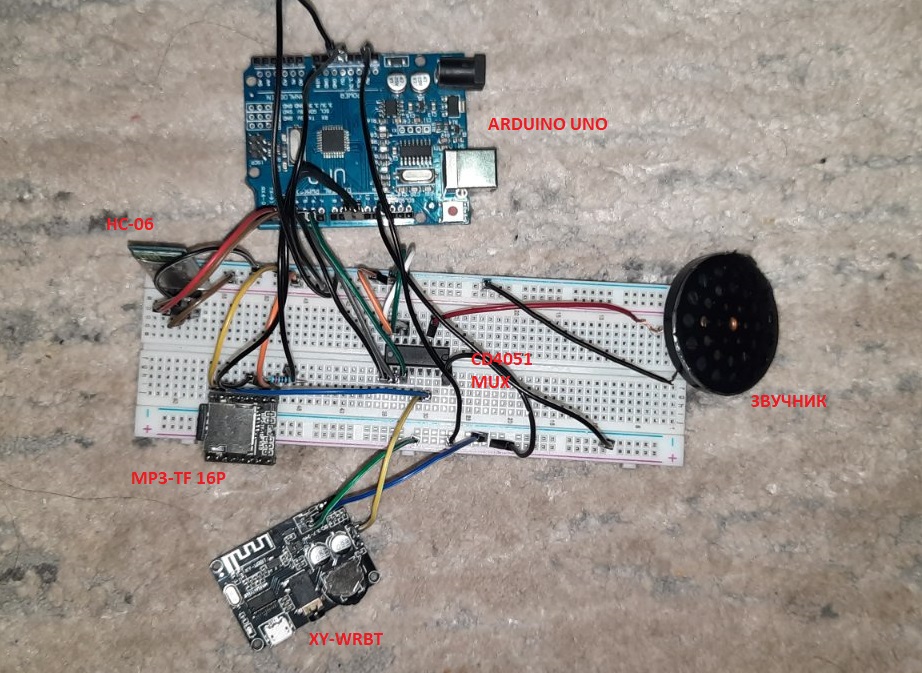 ARDUINO UNO
HC-06
CD4051
MUX
ЗВУЧНИК
MP3-TF 16P
XY-WRBT